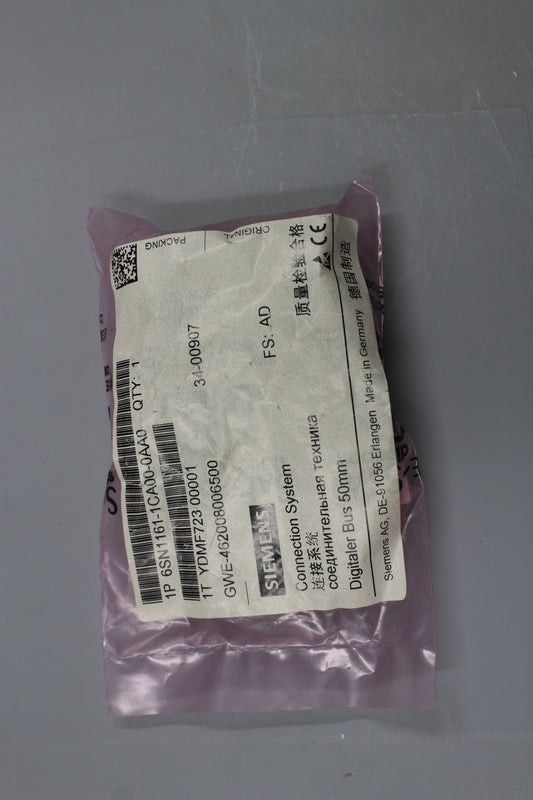 1P 6SN1161-1CA00-0AA0 QTY: 1
1T YDMF723 00001
34-00907
GWE-462008006500
FS: AD
ORIGINAL
PACKING
SIEMENS
Connection System
连接系统
соединительная техника
Digitaler Bus 50mm
质量检验合格
CE
Siemens AG, DE-91056 Erlangen Made in Germany 德国制造